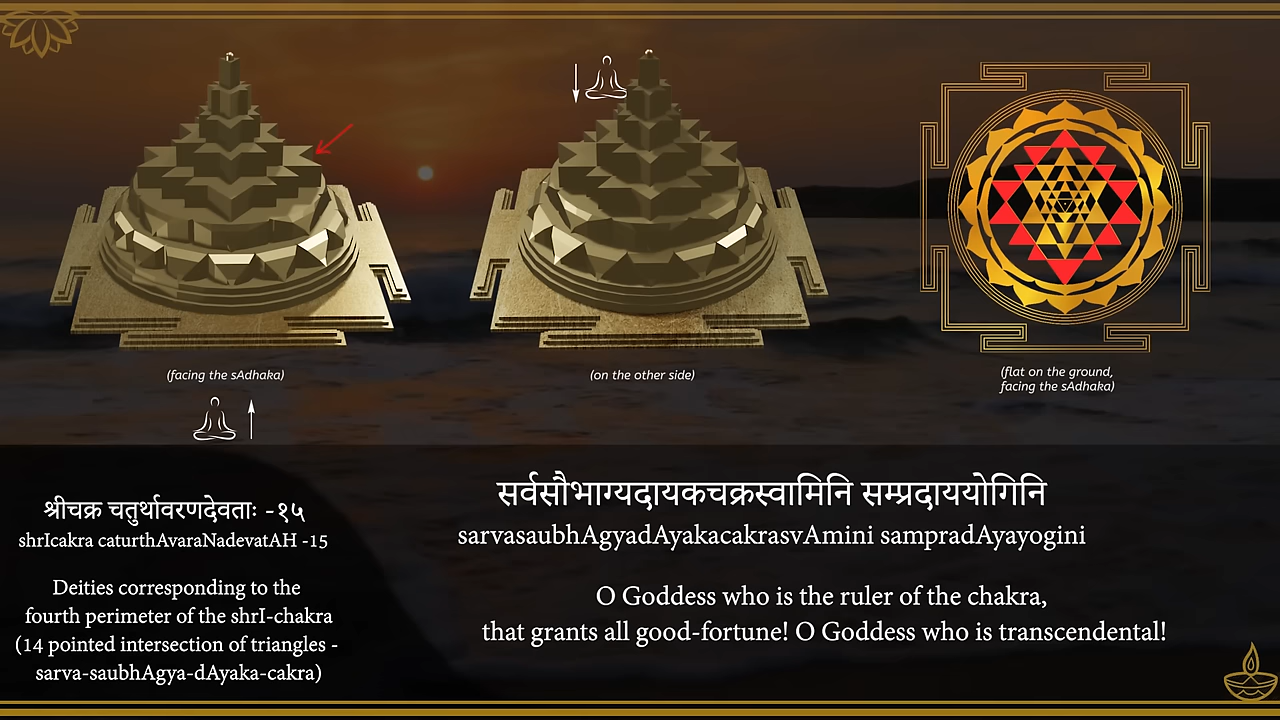 (facing the sAdhaka)
(on the other side)
(flat on the ground,
facing the sAdhaka)
श्रीचक्र चतुर्थावरणदेवताः -१५
shrIcakra caturthAvaraNadevatAH -15
Deities corresponding to the
fourth perimeter of the shrI-chakra
(14 pointed intersection of triangles -
sarva-saubhAgya-dAyaka-cakra)
सर्वसौभाग्यदायकचक्रस्वामिनि सम्प्रदाययोगिनि
sarvasaubhAgyadAyakacakrasvAmini sampradAyayogini
O Goddess who is the ruler of the chakra,
that grants all good-fortune! O Goddess who is transcendental!